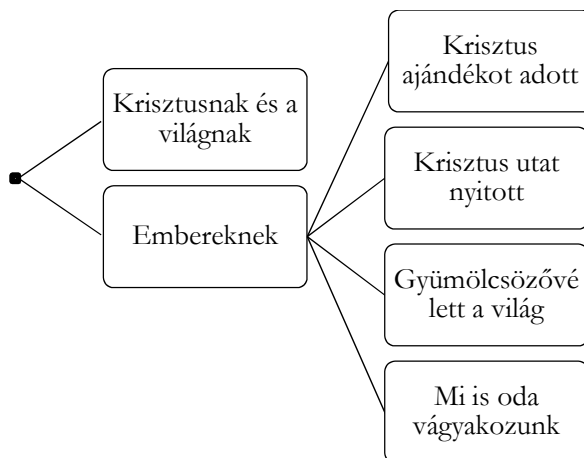 Krisztusnak és a
világnak
Embereknek
Krisztus
ajándékot adott
Krisztus utat
nyitott
Gyümölcsözővé
lett a világ
Mi is oda
vágyakozunk